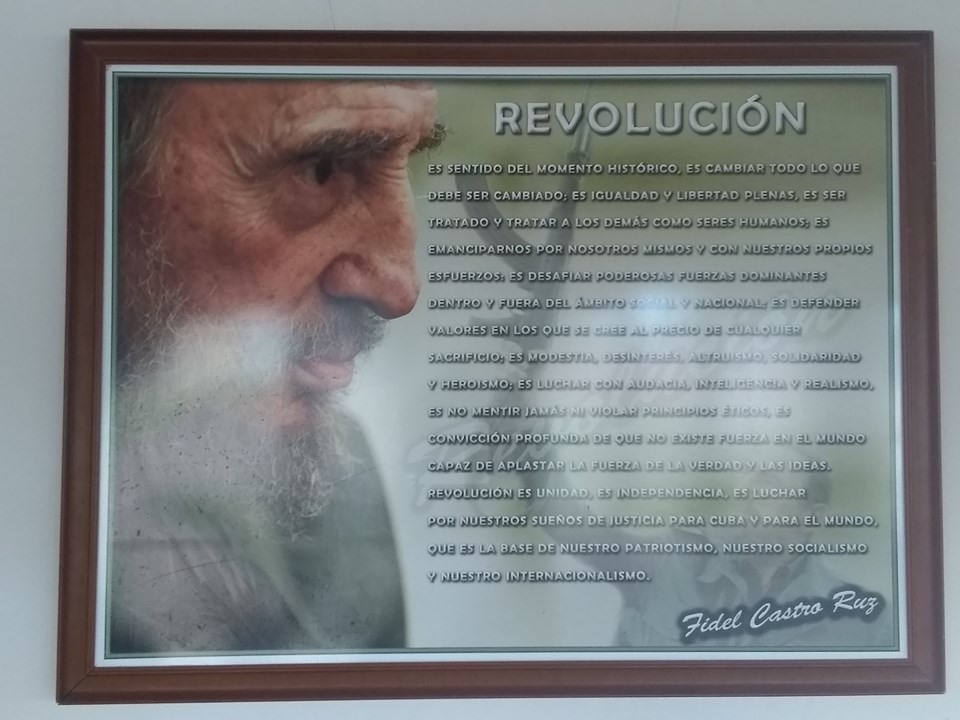 REVOLUCIÓN
ES SENTIDO DEL MOMENTO HISTÓRICO, ES CAMBIAR TODO LO QUE
DEBE SER CAMBIADO; ES IGUALDAD Y LIBERTAD PLENAS, ES SER
TRATADO Y TRATAR A LOS DEMÁS COMO SERES HUMANOS; ES
EMANCIPARNOS POR NOSOTROS MISMOS Y CON NUESTROS PROPIOS
ESFUERZOS; ES DESAFIAR PODEROSAS FUERZAS DOMINANTES
DENTRO Y FUERA DEL ÁMBITO SOCIAL Y NACIONAL; ES DEFENDER
VALORES EN LOS QUE SE CREE AL PRECIO DE CUALQUIER
SACRIFICIO; ES MODESTIA, DESINTERÉS, ALTRUISMO, SOLIDARIDAD
Y HEROISMO; ES LUCHAR CON AUDACIA, INTELIGENCIA Y REALISMO,
ES NO MENTIR JAMÁS NI VIOLAR PRINCIPIOS ÉTICOS, ES
CONVICCIÓN PROFUNDA DE QUE NO EXISTE FUERZA EN EL MUNDO
CAPAZ DE APLASTAR LA FUERZA DE LA VERDAD Y LAS IDEAS.
REVOLUCIÓN ES UNIDAD, ES INDEPENDENCIA, ES LUCHAR
POR NUESTROS SUEÑOS DE JUSTICIA PARA CUBA Y PARA EL MUNDO,
QUE ES LA BASE DE NUESTRO PATRIOTISMO, NUESTRO SOCIALISMO
Y NUESTRO INTERNACIONALISMO.
Fidel Castro Ruz